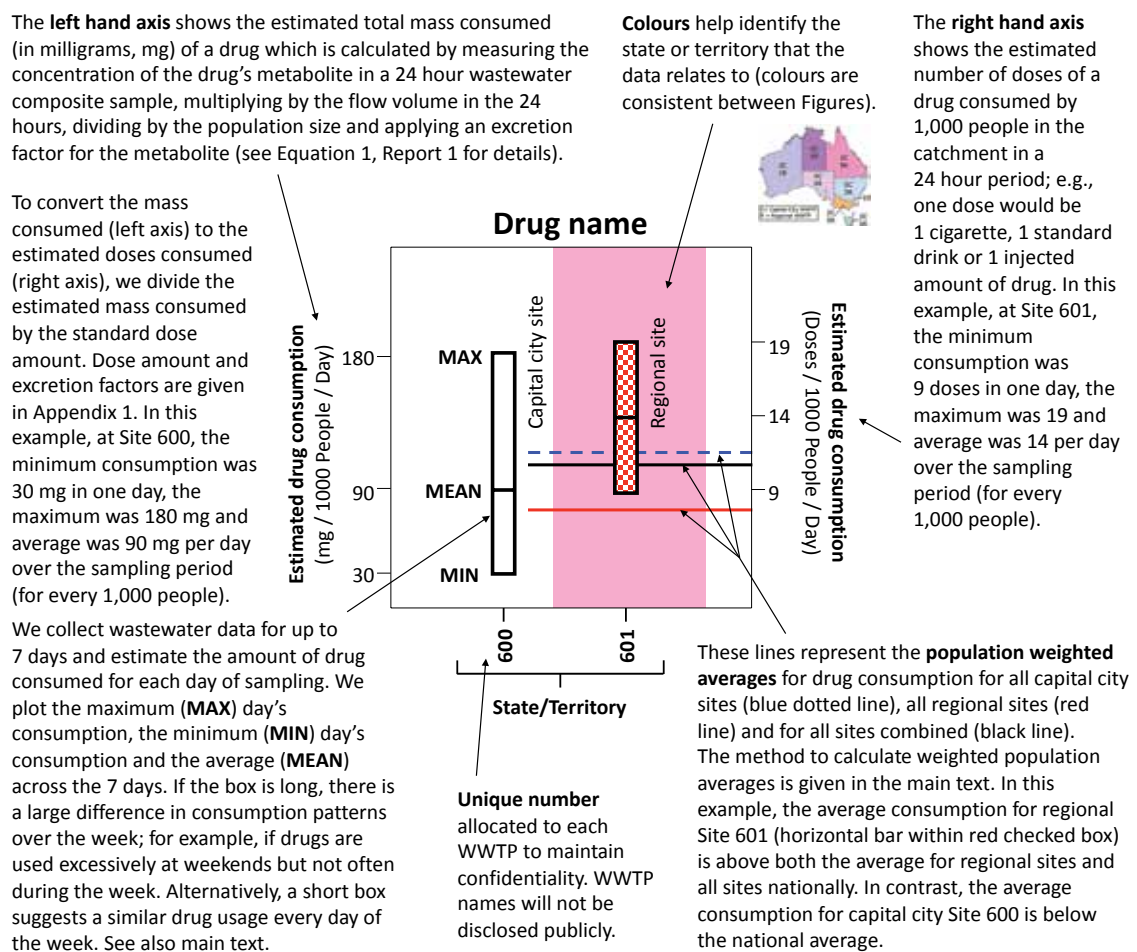 The left hand axis shows the estimated total mass consumed
(in milligrams, mg) of a drug which is calculated by measuring the
concentration of the drug's metabolite in a 24 hour wastewater
composite sample, multiplying by the flow volume in the 24
hours, dividing by the population size and applying an excretion
factor for the metabolite (see Equation 1, Report 1 for details).
Colours help identify the
state or territory that the
data relates to (colours are
consistent between Figures).
The right hand axis
shows the estimated
number of doses of a
drug consumed by
1,000 people in the
catchment in a
24 hour period; e.g.,
one dose would be
1 cigarette, 1 standard
drink or 1 injected
amount of drug. In this
example, at Site 601,
the minimum
consumption was
9 doses in one day, the
maximum was 19 and
average was 14 per day
over the sampling
period (for every
1,000 people).
To convert the mass
consumed (left axis) to the
estimated doses consumed
(right axis), we divide the
estimated mass consumed
by the standard dose
amount. Dose amount and
excretion factors are given
in Appendix 1. In this
example, at Site 600, the
minimum consumption was
30 mg in one day, the
maximum was 180 mg and
average was 90 mg per day
over the sampling period
(for every 1,000 people).
Drug name
Estimated drug consumption
(mg / 1000 People / Day)
180
90
30
MAX
MEAN
MIN
Capital city site
Regional site
19
14
9
Estimated drug consumption
(Doses / 1000 People / Day)
600
601
State/Territory
We collect wastewater data for up to
7 days and estimate the amount of drug
consumed for each day of sampling. We
plot the maximum (MAX) day's
consumption, the minimum (MIN) day's
consumption and the average (MEAN)
across the 7 days. If the box is long, there is
a large difference in consumption patterns
over the week; for example, if drugs are
used excessively at weekends but not often
during the week. Alternatively, a short box
suggests a similar drug usage every day of
the week. See also main text.
Unique number
allocated to each
WWTP to maintain
confidentiality. WWTP
names will not be
disclosed publicly.
These lines represent the population weighted
averages for drug consumption for all capital city
sites (blue dotted line), all regional sites (red
line) and for all sites combined (black line).
The method to calculate weighted population
averages is given in the main text. In this
example, the average consumption for regional
Site 601 (horizontal bar within red checked box)
is above both the average for regional sites and
all sites nationally. In contrast, the average
consumption for capital city Site 600 is below
the national average.